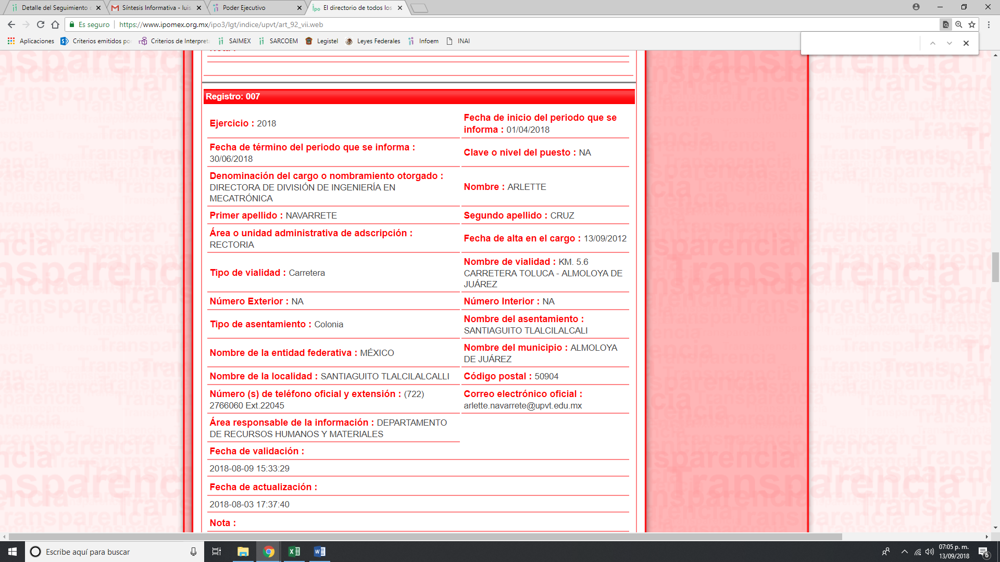 Detalle del Seguimiento
Síntesis Informativa - luis
Poder Ejecutivo
El directorio de todos los
Es seguro
https://www.ipomex.org.mx/ipo3/lgt/indice/upvt/art_92_vii.web
Aplicaciones
Criterios emitidos po
Criterios de Interpret
SAIMEX
SARCOEM
Legistel
Leyes Federales
Infoem
INAI
Registro: 007
Ejercicio : 2018
Fecha de inicio del periodo que se
informa : 01/04/2018
Fecha de término del periodo que se informa :
30/06/2018
Clave o nivel del puesto : NA
Denominación del cargo o nombramiento otorgado :
DIRECTORA DE DIVISIÓN DE INGENIERÍA EN
MECATRÓNICA
Nombre : ARLETTE
Primer apellido : NAVARRETE
Segundo apellido : CRUZ
Área o unidad administrativa de adscripción :
RECTORIA
Fecha de alta en el cargo : 13/09/2012
Tipo de vialidad : Carretera
Nombre de vialidad : KM. 5.6
CARRETERA TOLUCA - ALMOLOYA DE
JUÁREZ
Número Exterior : NA
Número Interior : NA
Tipo de asentamiento : Colonia
Nombre del asentamiento :
SANTIAGUITO TLALCILALCALI
Nombre de la entidad federativa : MÉXICO
Nombre del municipio : ALMOLOYA
DE JUÁREZ
Nombre de la localidad : SANTIAGUITO TLALCILALCALLI
Código postal : 50904
Número (s) de teléfono oficial y extensión : (722)
2766060 Ext.22045
Correo electrónico oficial :
arlette.navarrete@upvt.edu.mx
Área responsable de la información : DEPARTAMENTO
DE RECURSOS HUMANOS Y MATERIALES
Fecha de validación :
2018-08-09 15:33:29
Fecha de actualización :
2018-08-03 17:37:40
Nota :
Escribe aquí para buscar
07:05 p. m.
13/09/2018
6